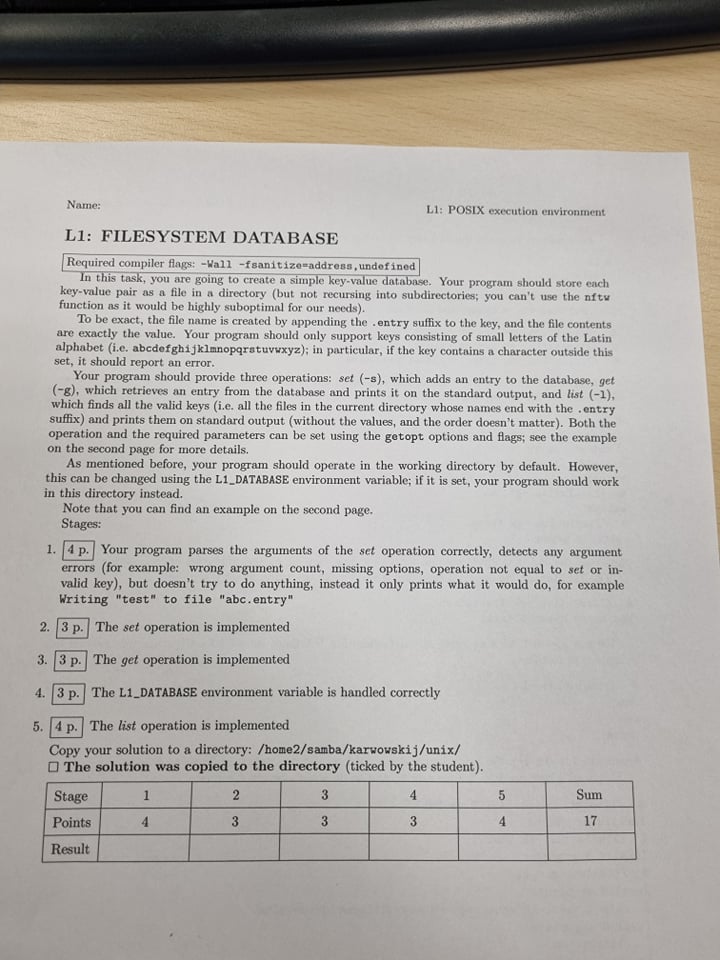 Name:
L1: POSIX execution environment
L1: FILESYSTEM DATABASE
Required compiler flags: -Wall -fsanitize=address,undefined
In this task, you are going to create a simple key-value database. Your program should store each
key-value pair as a file in a directory (but not recursing into subdirectories; you can't use the nftw
function as it would be highly suboptimal for our needs).
To be exact, the file name is created by appending the .entry suffix to the key, and the file contents
are exactly the value. Your program should only support keys consisting of small letters of the Latin
alphabet (i.e. abcdefghijklmnopqrstuvwxyz); in particular, if the key contains a character outside this
set, it should report an error.
Your program should provide three operations: set (-s), which adds an entry to the database, get
(-g), which retrieves an entry from the database and prints it on the standard output, and list (-l),
which finds all the valid keys (i.e. all the files in the current directory whose names end with the .entry
suffix) and prints them on standard output (without the values, and the order doesn't matter). Both the
operation and the required parameters can be set using the getopt options and flags; see the example
on the second page for more details.
As mentioned before, your program should operate in the working directory by default. However,
this can be changed using the L1_DATABASE environment variable; if it is set, your program should work
in this directory instead.
Note that you can find an example on the second page.
Stages:
1. 4 p. Your program parses the arguments of the set operation correctly, detects any argument
errors (for example: wrong argument count, missing options, operation not equal to set or in-
valid key), but doesn't try to do anything, instead it only prints what it would do, for example
Writing "test" to file "abc.entry"
2. 3 p. The set operation is implemented
3. 3 p. The get operation is implemented
4. 3 p. The L1_DATABASE environment variable is handled correctly
5. 4 p. The list operation is implemented
Copy your solution to a directory: /home2/samba/karwowskij/unix/
☐ The solution was copied to the directory (ticked by the student).
Stage 1 2 3 4 5 Sum
Points 4 3 3 3 4 17
Result